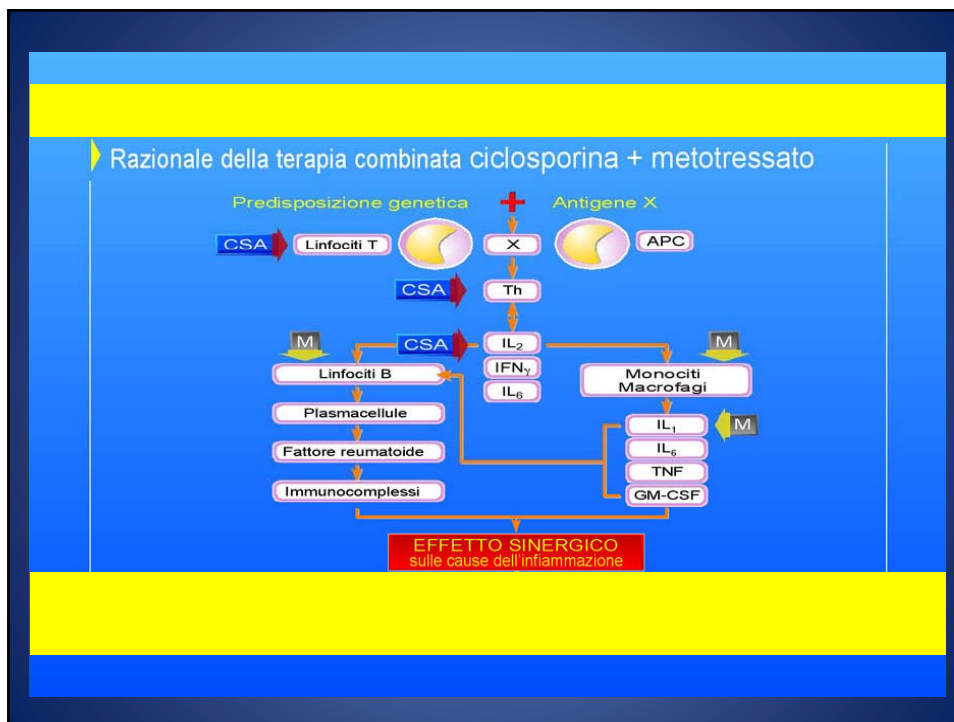 Razionale della terapia combinata ciclosporina + metotressato
Predisposizione genetica + Antigene X
CSA Linfociti T X APC
CSA Th
M CSA IL2 M
Linfociti B IFNγ Monociti
Macrofagi
IL6
Plasmacellule IL1 M
Fattore reumatoide IL6
TNF
Immunocomplessi GM-CSF
EFFETTO SINERGICO
sulle cause dell'infiammazione